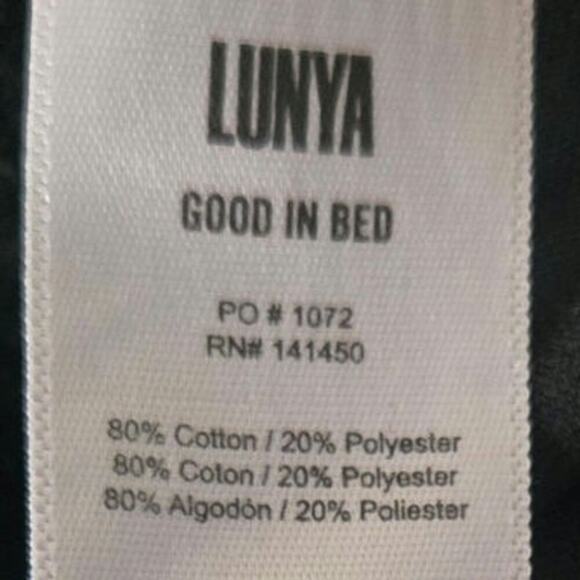 LUNYA
GOOD IN BED
PO # 1072
RN# 141450
80% Cotton / 20% Polyester
80% Coton / 20% Polyester
80% Algodón / 20% Poliester